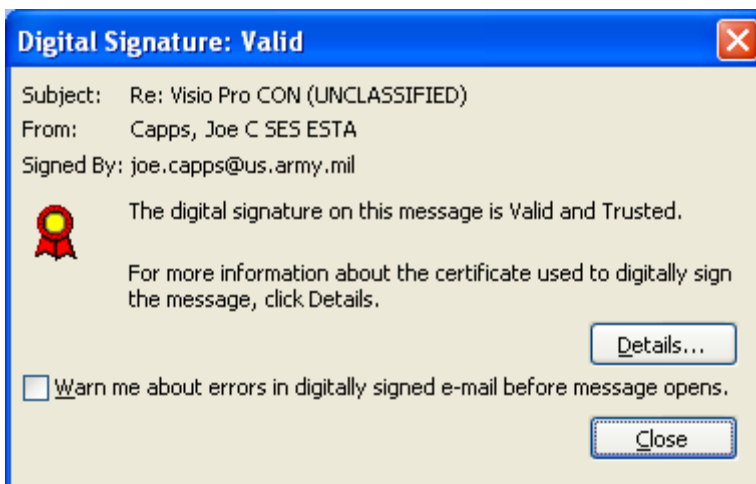 Digital Signature: Valid
Subject: Re: Visio Pro CON (UNCLASSIFIED)
From: Capps, Joe C SES ESTA
Signed By: joe.capps@us.army.mil
The digital signature on this message is Valid and Trusted.
For more information about the certificate used to digitally sign
the message, click Details.
Details...
Warn me about errors in digitally signed e-mail before message opens.
Close